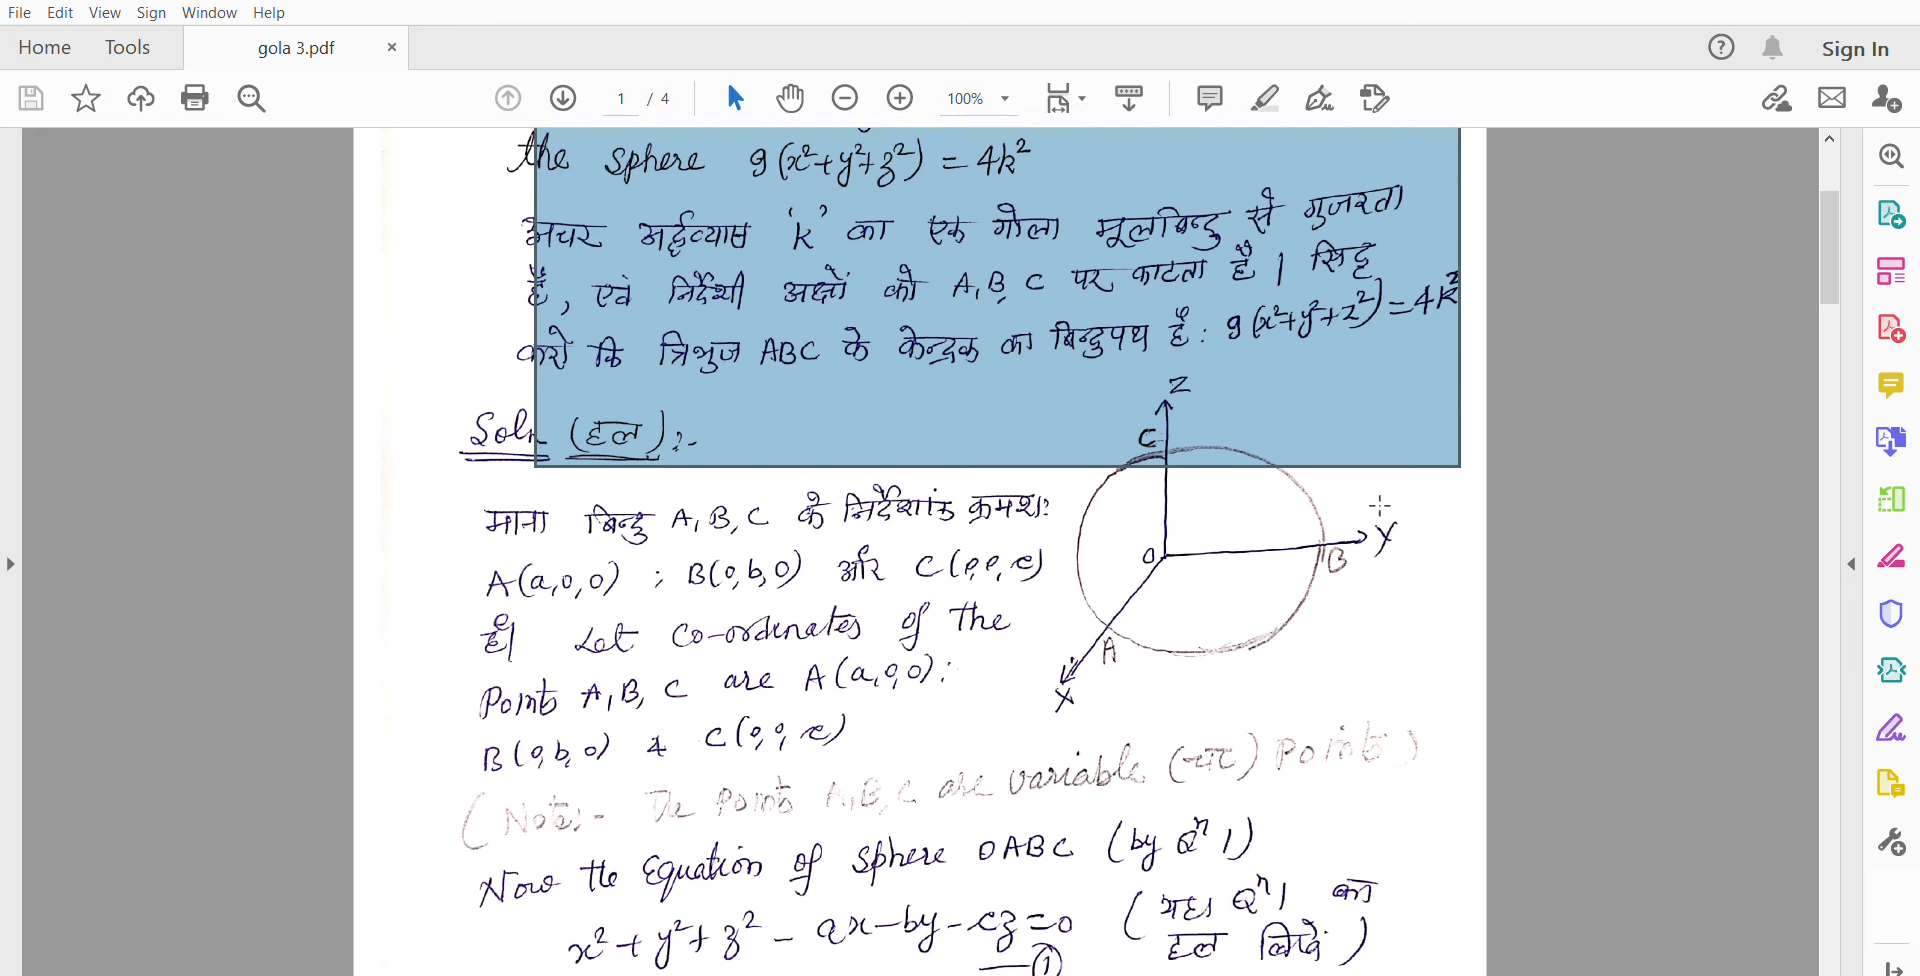 File Edit View Sign Window Help
Home Tools gola 3.pdf × Sign In
1 / 4 100%
the sphere 9(x²+y²+z²) = 4k²
अचर अर्द्धव्यास 'k' का एक गोला मूलबिन्दु से गुजरता
है, एवं निर्देशी अक्षों को A, B, C पर काटता है | सिद्ध
करो कि त्रिभुज ABC के केन्द्रक का बिन्दुपथ है: 9(x²+y²+z²) = 4k²
Soln (हल) :-
माना बिन्दु A, B, C के निर्देशांक क्रमशः
A(a,0,0) ; B(0,b,0) और C(0,0,c)
है| Let Co-ordinates of the
Points A, B, C are A(a,0,0);
B(0,b,0) & C(0,0,c)
Z
C
O
Y
B
A
X
(Note:- The Points A,B,C are variable (चर) Points)
Now the Equation of sphere OABC (by Qⁿ 1)
x²+y²+z² - ax-by-cz=0 (यहा Qⁿ1 का
हल लिखें)
①